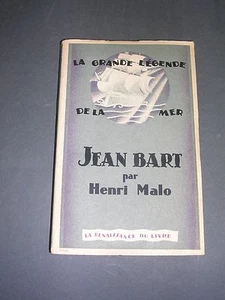 LA GRANDE LÉGENDE
DE LA MER
JEAN BART
par
Henri Malo
LA RENAISSANCE DU LIVRE